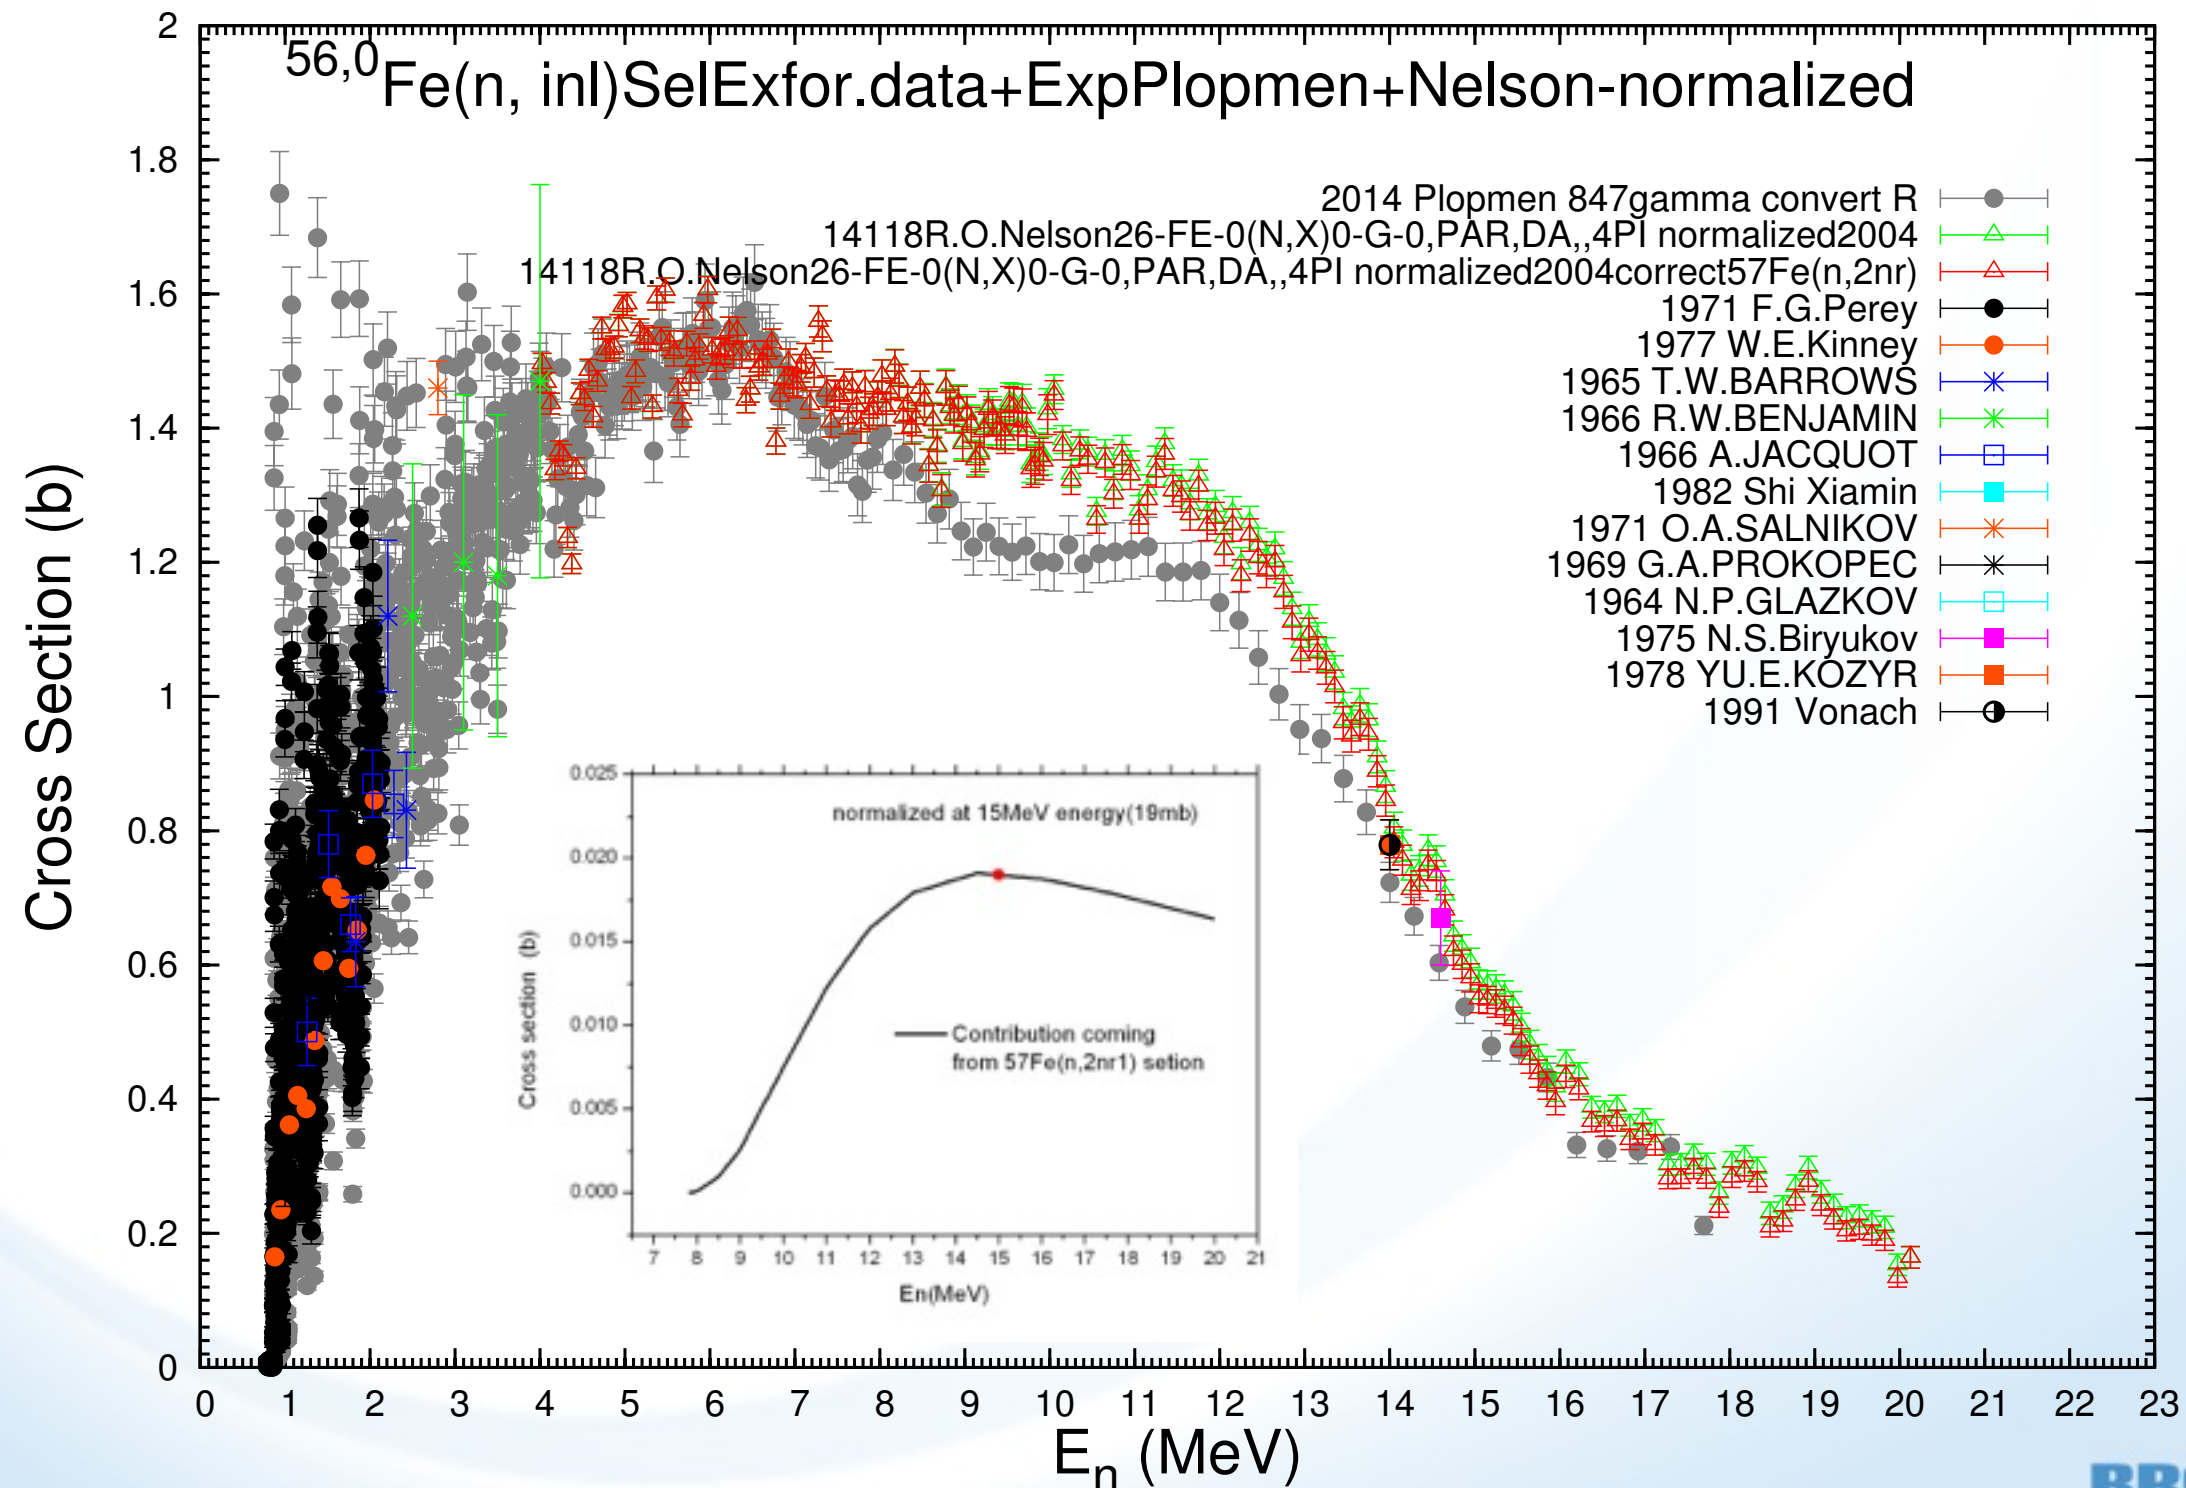 56,0Fe(n, inl)SelExfor.data+ExpPlopmen+Nelson-normalized
2014 Plopmen 847gamma convert R
14118R.O.Nelson26-FE-0(N,X)0-G-0,PAR,DA,,4PI normalized2004
14118R.O.Nelson26-FE-0(N,X)0-G-0,PAR,DA,,4PI normalized2004correct57Fe(n,2nr)
1971 F.G.Perey
1977 W.E.Kinney
1965 T.W.BARROWS
1966 R.W.BENJAMIN
1966 A.JACQUOT
1982 Shi Xiamin
1971 O.A.SALNIKOV
1969 G.A.PROKOPEC
1964 N.P.GLAZKOV
1975 N.S.Biryukov
1978 YU.E.KOZYR
1991 Vonach
Cross Section (b)
2
1.8
1.6
1.4
1.2
1
0.8
0.6
0.4
0.2
0
0 1 2 3 4 5 6 7 8 9 10 11 12 13 14 15 16 17 18 19 20 21 22 23
En (MeV)
normalized at 15MeV energy(19mb)
Contribution coming
from 57Fe(n,2nr1) setion
Cross section (b)
0.025
0.020
0.015
0.010
0.005
0.000
7 8 9 10 11 12 13 14 15 16 17 18 19 20 21
En(MeV)